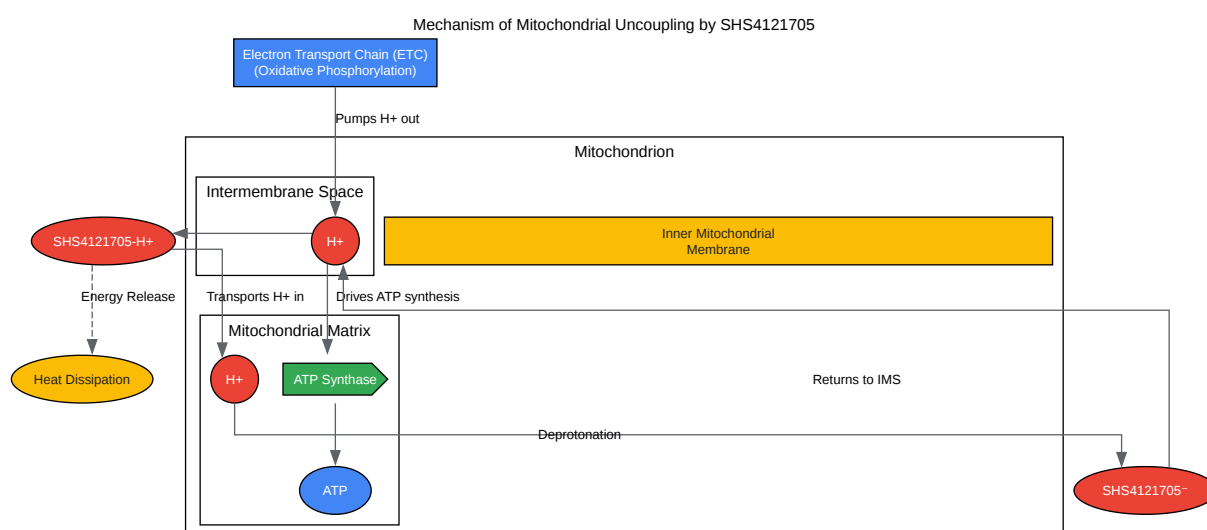 Mechanism of Mitochondrial Uncoupling by SHS4121705
Electron Transport Chain (ETC)
(Oxidative Phosphorylation)
Pumps H+ out
Mitochondrion
Intermembrane Space
SHS4121705-H+
H+
Inner Mitochondrial
Membrane
Energy Release
Transports H+ in
Drives ATP synthesis
Mitochondrial Matrix
Heat Dissipation
H+
ATP Synthase
Returns to IMS
Deprotonation
ATP
SHS4121705⁻